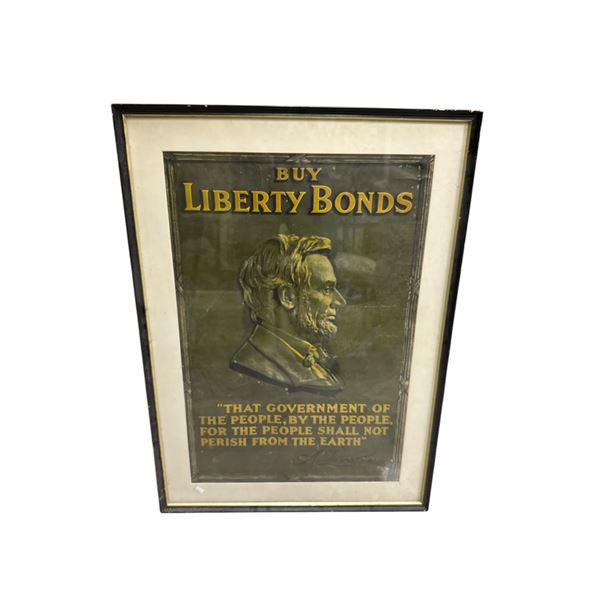 BUY
LIBERTY BONDS
"THAT GOVERNMENT OF
THE PEOPLE, BY THE PEOPLE,
FOR THE PEOPLE SHALL NOT
PERISH FROM THE EARTH"